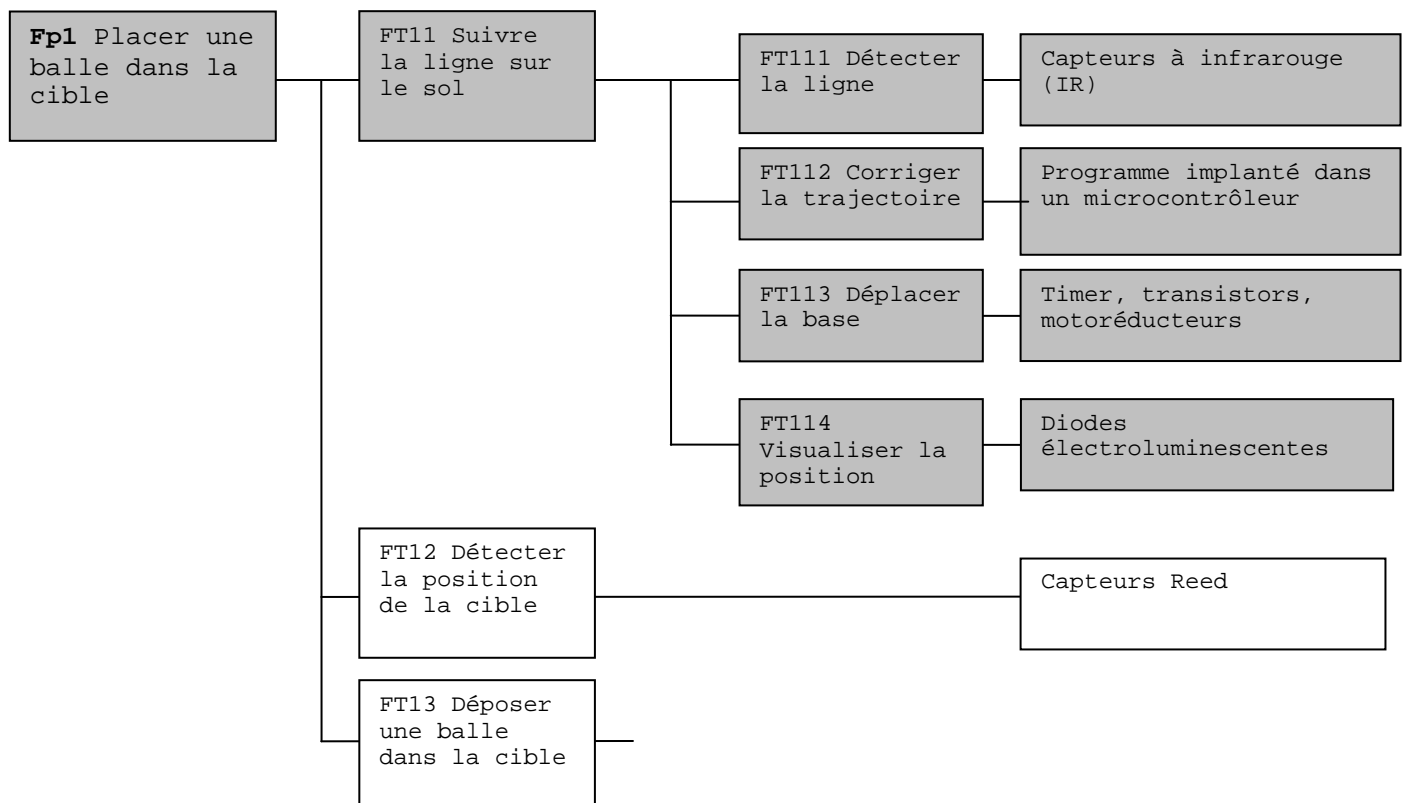 Fp1 Placer une
balle dans la
cible
FT11 Suivre
la ligne sur
le sol
FT111 Détecter
la ligne
Capteurs à infrarouge
(IR)
FT112 Corriger
la trajectoire
Programme implanté dans
un microcontrôleur
FT113 Déplacer
la base
Timer, transistors,
motoréducteurs
FT114
Visualiser la
position
Diodes
électroluminescentes
FT12 Détecter
la position
de la cible
Capteurs Reed
FT13 Déposer
une balle
dans la cible